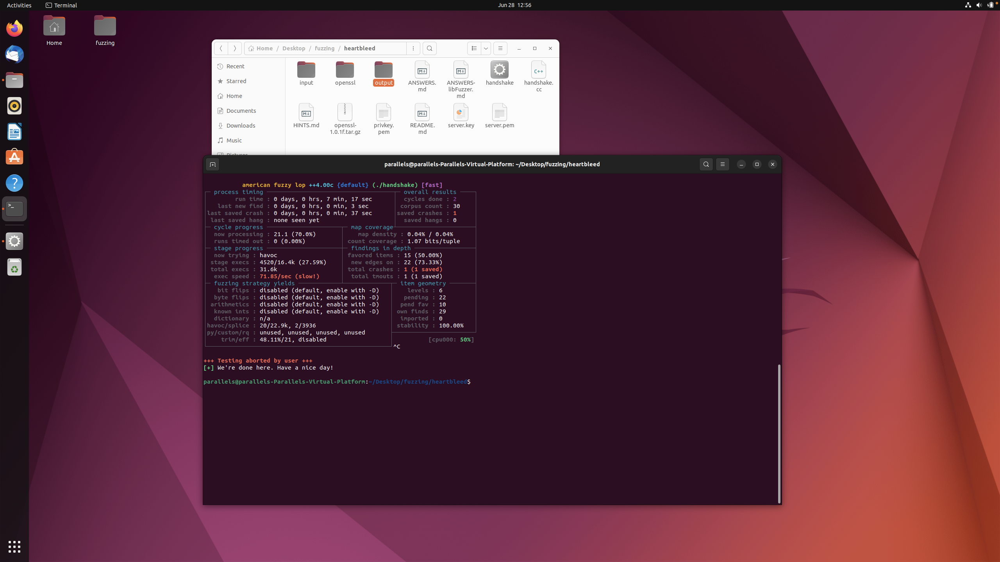 Activities
Terminal
Jun 28 12:56
Home
fuzzing
Home / Desktop / fuzzing / heartbleed
Recent
Starred
Home
Documents
Downloads
Music
Pictures
input
openssl
output
ANSWERS.
md
ANSWERS-
libFuzzer.
md
handshake
handshake.
cc
HINTS.md
openssl-
1.0.1f.tar.gz
privkey.
pem
README.
md
server.key
server.pem
parallels@parallels-Parallels-Virtual-Platform: ~/Desktop/fuzzing/heartbleed
american fuzzy lop ++4.00c {default} (./handshake) [fast]
process timing
overall results
run time : 0 days, 0 hrs, 7 min, 17 sec
cycles done : 2
last new find : 0 days, 0 hrs, 0 min, 3 sec
corpus count : 30
last saved crash : 0 days, 0 hrs, 0 min, 37 sec
saved crashes : 1
last saved hang : none seen yet
saved hangs : 0
cycle progress
map coverage
now processing : 21.1 (70.0%)
map density : 0.04% / 0.04%
runs timed out : 0 (0.00%)
count coverage : 1.07 bits/tuple
stage progress
findings in depth
now trying : havoc
favored items : 15 (50.00%)
stage execs : 4520/16.4k (27.59%)
new edges on : 22 (73.33%)
total execs : 31.6k
total crashes : 1 (1 saved)
exec speed : 71.85/sec (slow!)
total tmouts : 1 (1 saved)
fuzzing strategy yields
item geometry
bit flips : disabled (default, enable with -D)
levels : 6
byte flips : disabled (default, enable with -D)
pending : 22
arithmetics : disabled (default, enable with -D)
pend fav : 10
known ints : disabled (default, enable with -D)
own finds : 29
dictionary : n/a
imported : 0
havoc/splice : 20/22.9k, 2/3936
stability : 100.00%
py/custom/rq : unused, unused, unused, unused
trim/eff : 48.11%/21, disabled
[cpu000: 50%]
^C
+++ Testing aborted by user +++
[+] We're done here. Have a nice day!
parallels@parallels-Parallels-Virtual-Platform:~/Desktop/fuzzing/heartbleed$